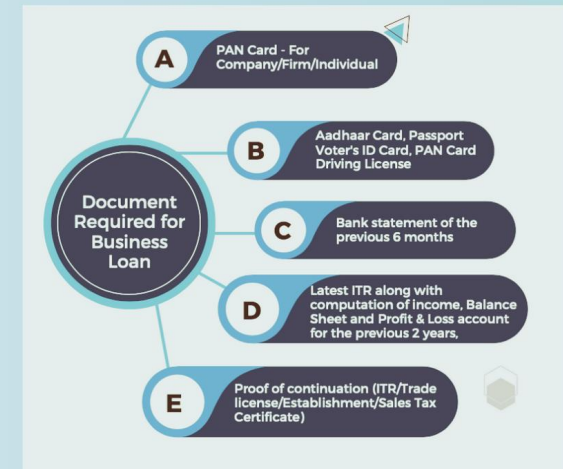 Document
Required for
Business
Loan
A
PAN Card - For
Company/Firm/Individual
B
Aadhaar Card, Passport
Voter's ID Card, PAN Card
Driving License
C
Bank statement of the
previous 6 months
D
Latest ITR along with
computation of income, Balance
Sheet and Profit & Loss account
for the previous 2 years,
E
Proof of continuation (ITR/Trade
license/Establishment/Sales Tax
Certificate)